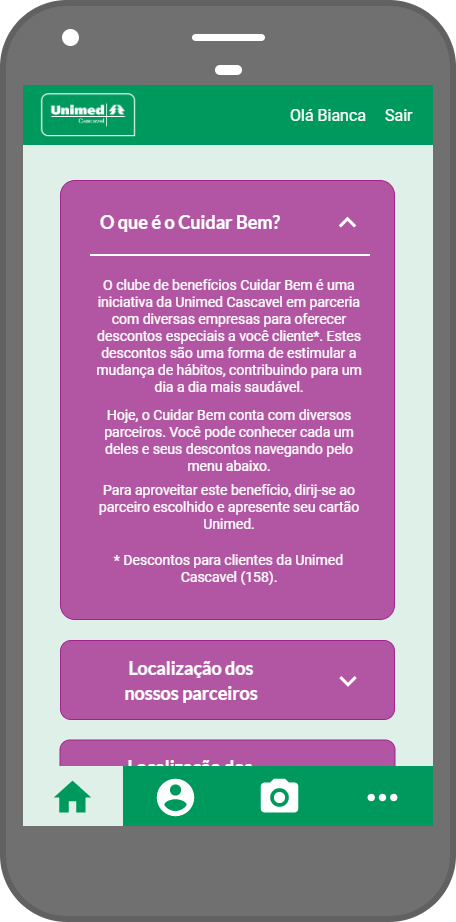 Unimed
Cascavel
Olá Bianca
Sair
O que é o Cuidar Bem?
O clube de benefícios Cuidar Bem é uma
iniciativa da Unimed Cascavel em parceria
com diversas empresas para oferecer
descontos especiais a você cliente*. Estes
descontos são uma forma de estimular a
mudança de hábitos, contribuindo para um
dia a dia mais saudável.
Hoje, o Cuidar Bem conta com diversos
parceiros. Você pode conhecer cada um
deles e seus descontos navegando pelo
menu abaixo.
Para aproveitar este benefício, dirij-se ao
parceiro escolhido e apresente seu cartão
Unimed.
* Descontos para clientes da Unimed
Cascavel (158).
Localização dos
nossos parceiros
Localização dos